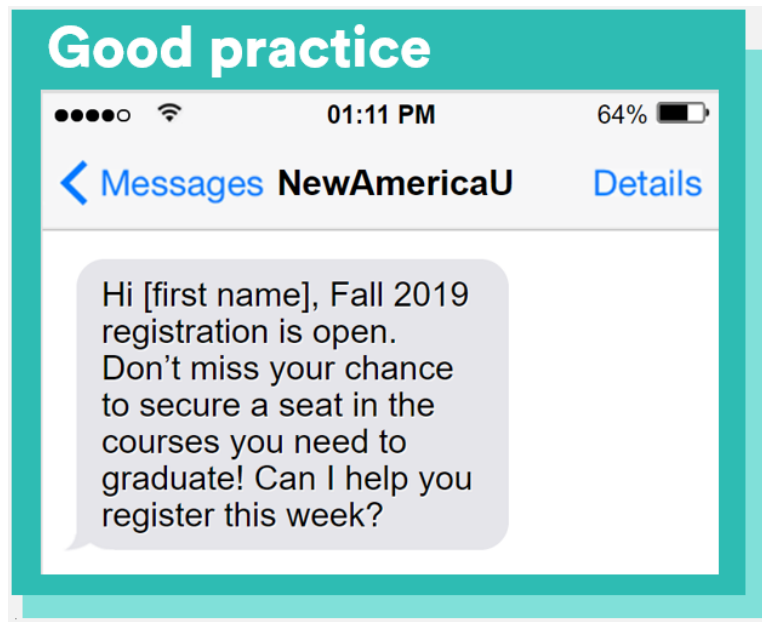 Good practice
01:11 PM 64%
Messages NewAmericaU Details
Hi [first name], Fall 2019
registration is open.
Don’t miss your chance
to secure a seat in the
courses you need to
graduate! Can I help you
register this week?